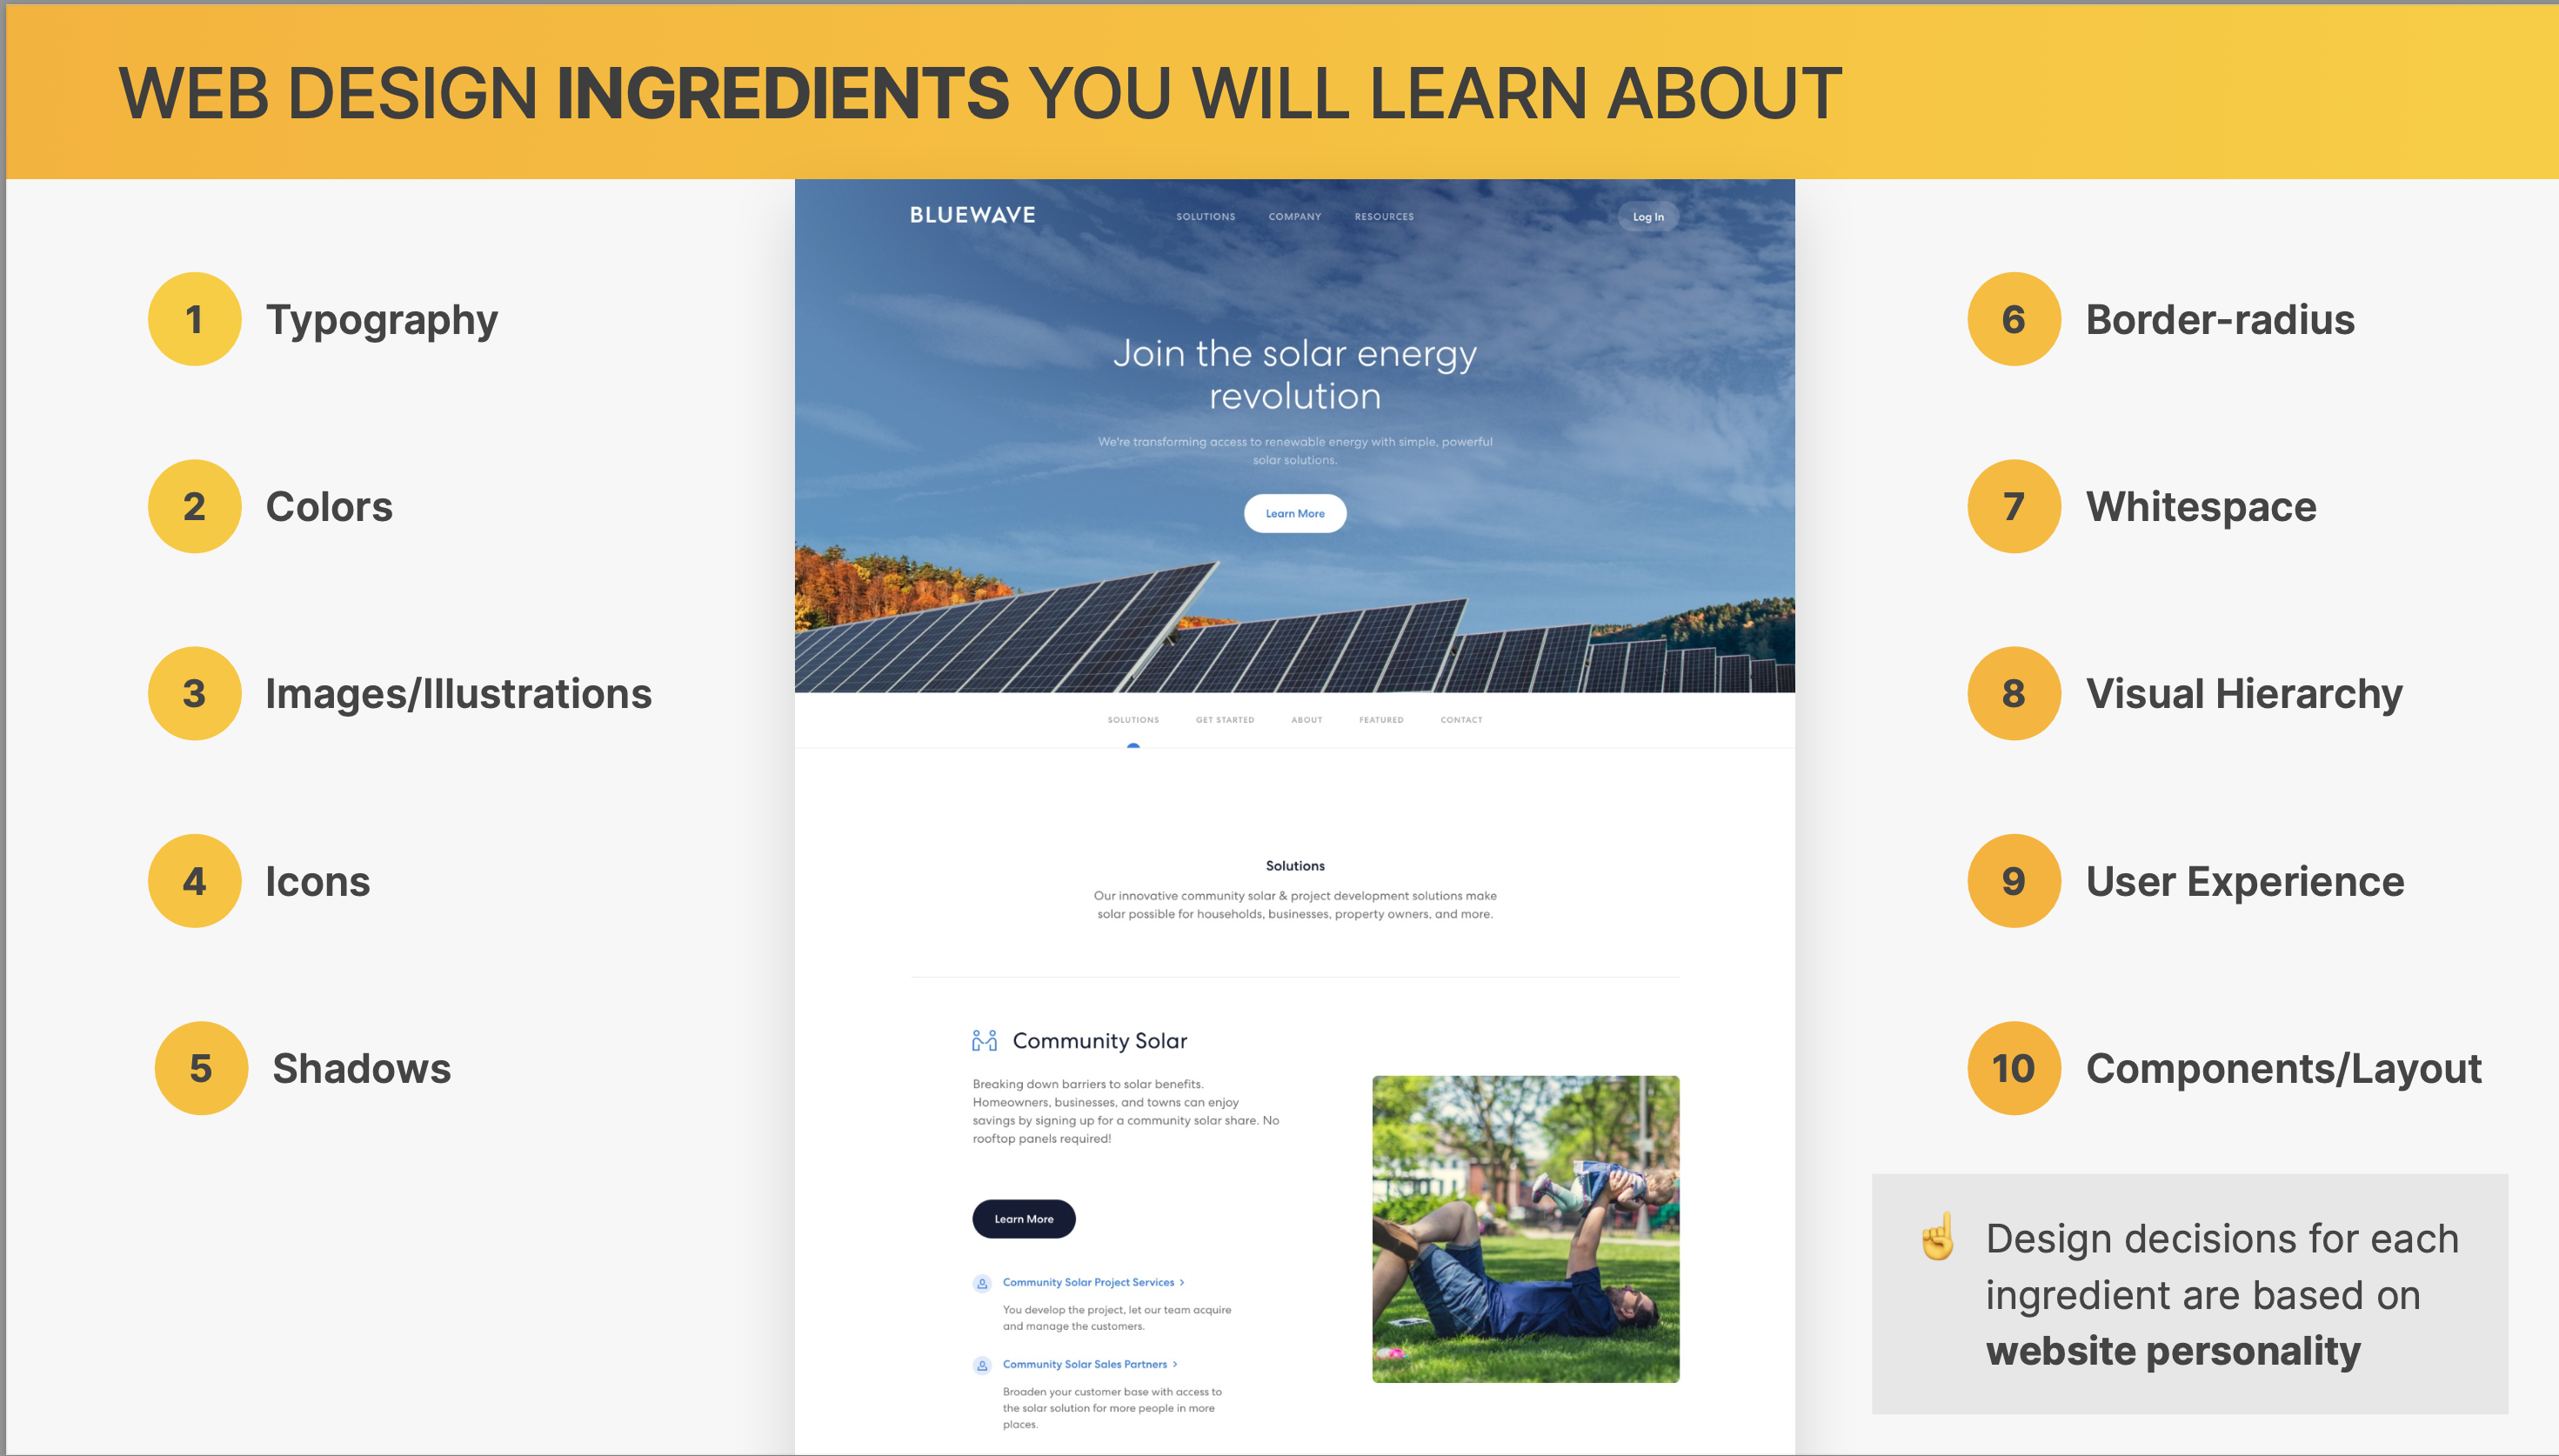 WEB DESIGN INGREDIENTS YOU WILL LEARN ABOUT
1 Typography
2 Colors
3 Images/Illustrations
4 Icons
5 Shadows
BLUEWAVE
SOLUTIONS COMPANY RESOURCES
Log In
Join the solar energy
revolution
We're transforming access to renewable energy with simple, powerful
solar solutions.
Learn More
SOLUTIONS GET STARTED ABOUT FEATURED CONTACT
Solutions
Our innovative community solar & project development solutions make
solar possible for households, businesses, property owners, and more.
Community Solar
Breaking down barriers to solar benefits.
Homeowners, businesses, and towns can enjoy
savings by signing up for a community solar share. No
rooftop panels required!
Learn More
Community Solar Project Services >
You develop the project, let our team acquire
and manage the customers.
Community Solar Sales Partners >
Broaden your customer base with access to
the solar solution for more people in more
places.
6 Border-radius
7 Whitespace
8 Visual Hierarchy
9 User Experience
10 Components/Layout
☝️ Design decisions for each
ingredient are based on
website personality